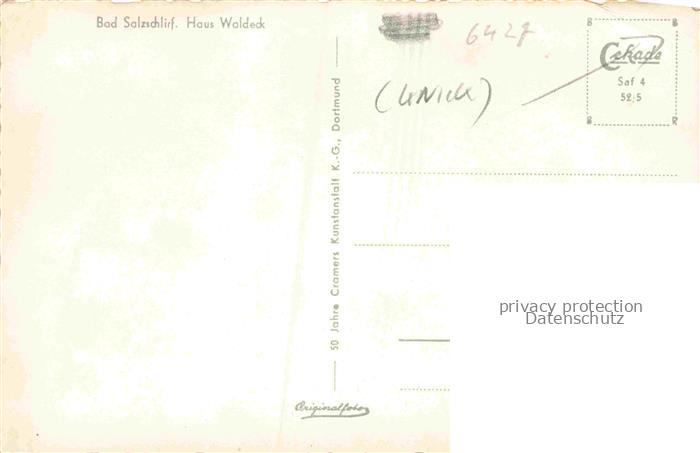 Bad Salzschlirf. Haus Waldeck
6427
Cekade
Saf 4
52/5
50 Jahre Cramers Kunstanstalt K.-G., Dortmund
privacy protection
Datenschutz
Originalfoto